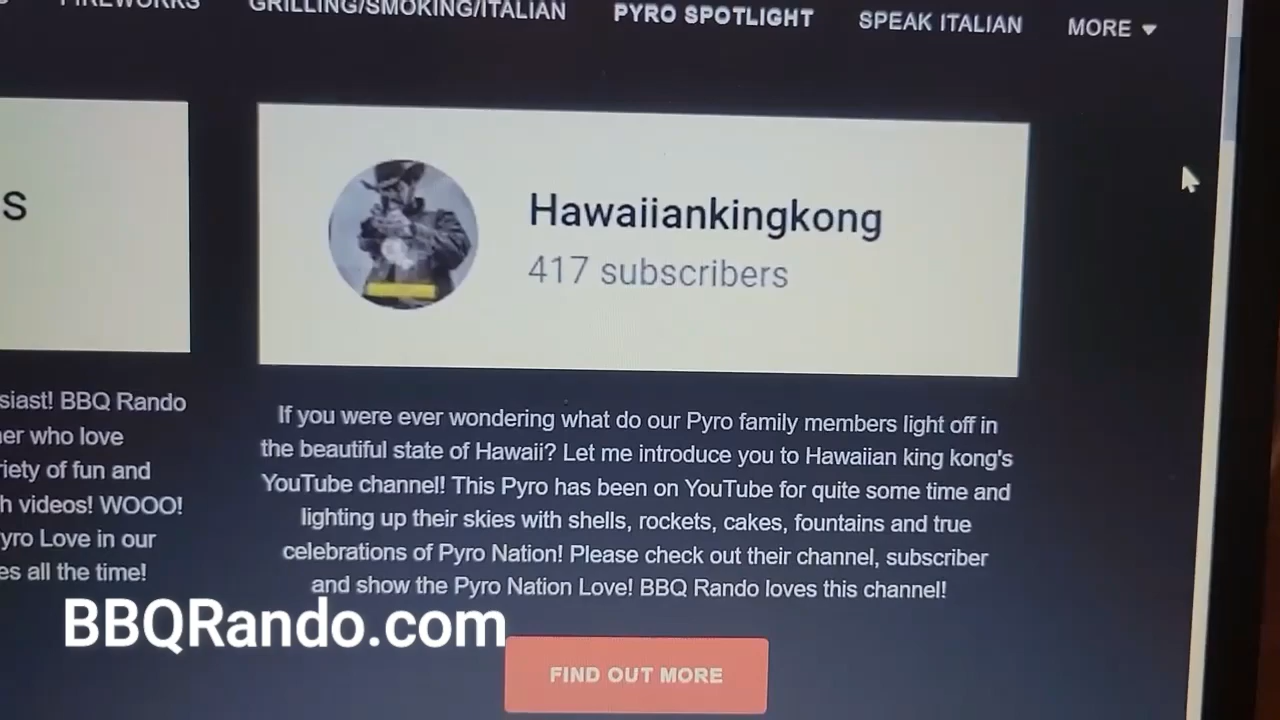 FIREWORKS
GRILLING/SMOKING/ITALIAN
PYRO SPOTLIGHT
SPEAK ITALIAN
MORE
s
Hawaiiankingkong
417 subscribers
siast! BBQ Rando
er who love
riety of fun and
h videos! WOOO!
yro Love in our
es all the time!
If you were ever wondering what do our Pyro family members light off in
the beautiful state of Hawaii? Let me introduce you to Hawaiian king kong's
YouTube channel! This Pyro has been on YouTube for quite some time and
lighting up their skies with shells, rockets, cakes, fountains and true
celebrations of Pyro Nation! Please check out their channel, subscriber
and show the Pyro Nation Love! BBQ Rando loves this channel!
BBQRando.com
FIND OUT MORE